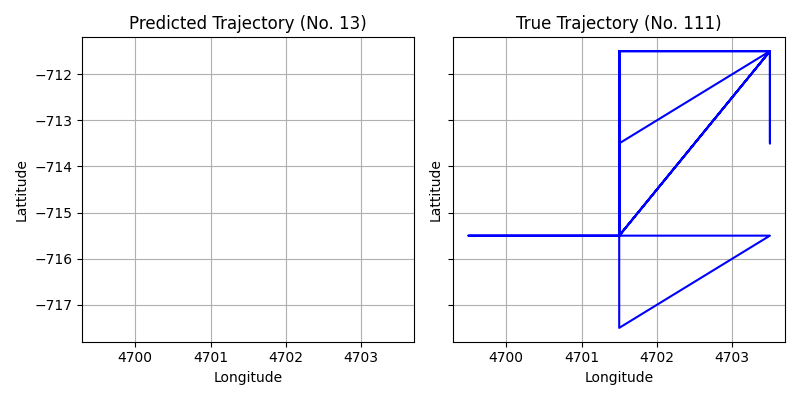 Predicted Trajectory (No. 13)
True Trajectory (No. 111)
−712
−713
−714
−715
−716
−717
Lattitude
Lattitude
4700
4701
4702
4703
4700
4701
4702
4703
Longitude
Longitude